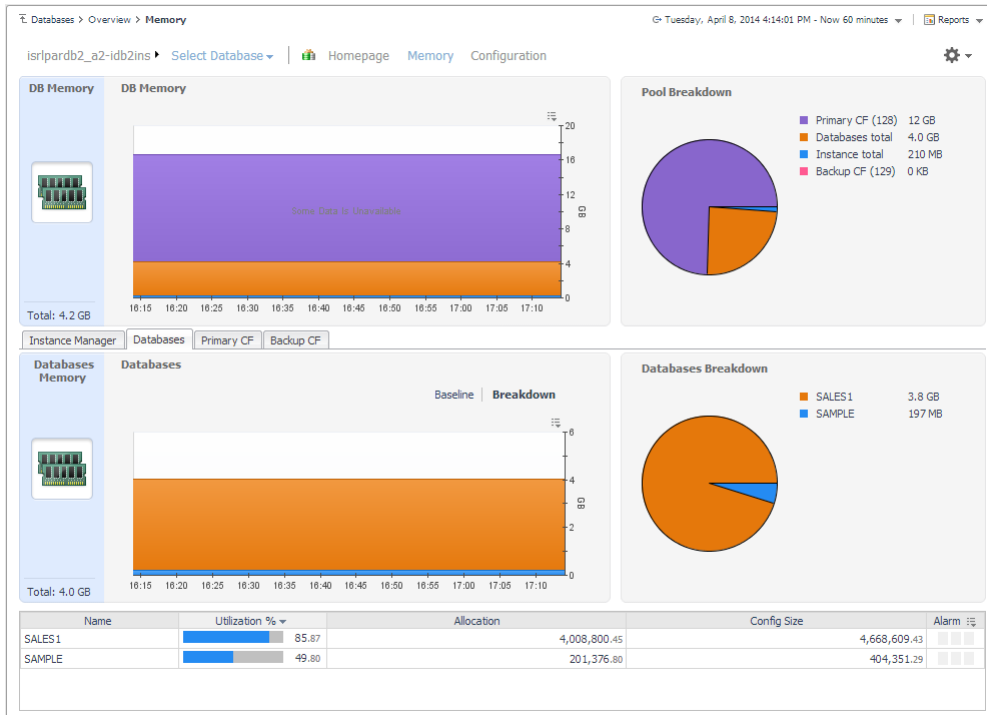 Databases > Overview > Memory
Tuesday, April 8, 2014 4:14:01 PM - Now 60 minutes
Reports
isrlpardb2_a2-idb2ins
Select Database
Homepage
Memory
Configuration
DB Memory
Total: 4.2 GB
DB Memory
20
16
12
8
4
0
GB
Some Data is Unavailable
16:15 16:20 16:25 16:30 16:35 16:40 16:45 16:50 16:55 17:00 17:05 17:10
Pool Breakdown
Primary CF (128) 12 GB
Databases total 4.0 GB
Instance total 210 MB
Backup CF (129) 0 KB
Instance Manager Databases Primary CF Backup CF
Databases
Memory
Total: 4.0 GB
Databases
Baseline Breakdown
6
4
2
0
GB
16:15 16:20 16:25 16:30 16:35 16:40 16:45 16:50 16:55 17:00 17:05 17:10
Databases Breakdown
SALES1 3.8 GB
SAMPLE 197 MB
Name Utilization % Allocation Config Size Alarm
SALES1 85.87 4,008,800.45 4,668,609.43
SAMPLE 49.80 201,376.80 404,351.29